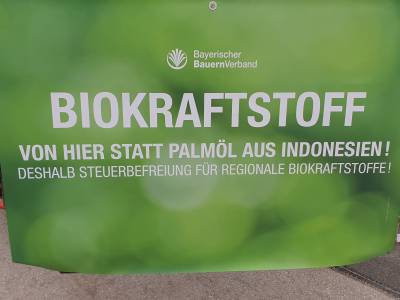 Bayerischer
BauernVerband
BIOKRAFTSTOFF
VON HIER STATT PALMÖL AUS INDONESIEN!
DESHALB STEUERBEFREIUNG FÜR REGIONALE BIOKRAFTSTOFFE!